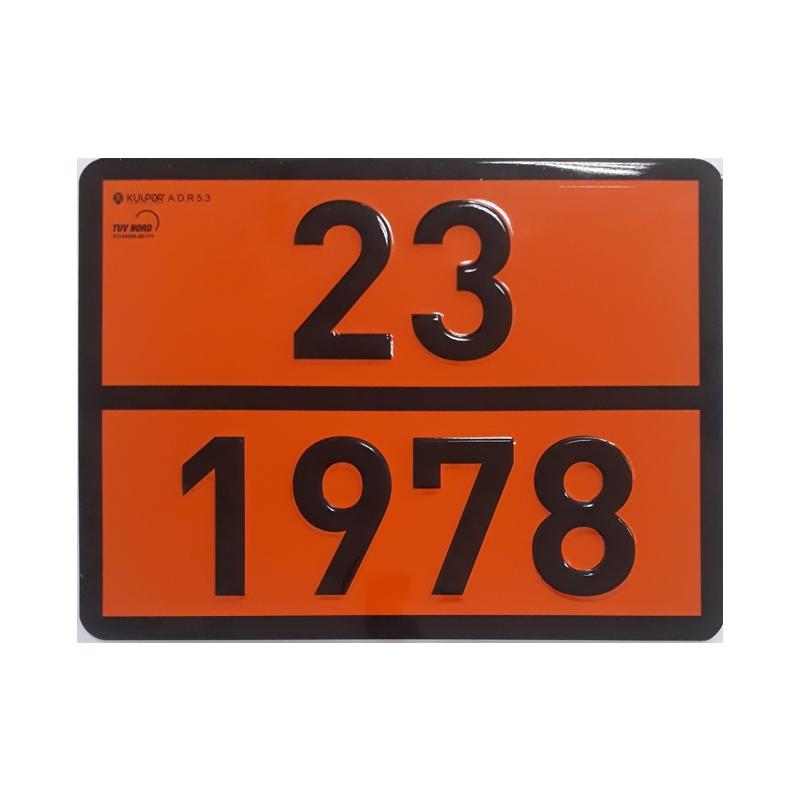 KULPOR A.D.R 5.3
TUV NORD
23
1978